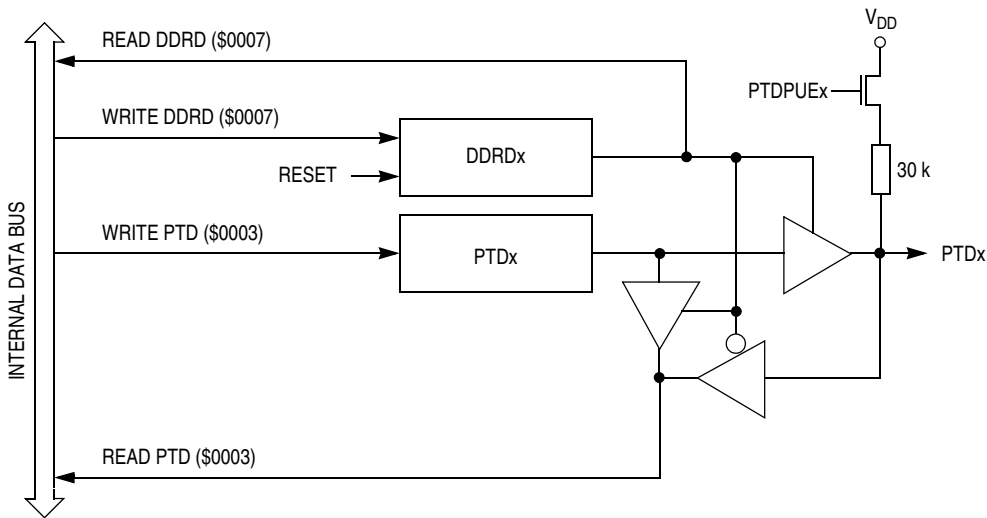 V_DD
READ DDRD ($0007)
PTDPUEx
WRITE DDRD ($0007)
DDRDx
30 k
RESET
WRITE PTD ($0003)
PTDx
PTDx
INTERNAL DATA BUS
READ PTD ($0003)